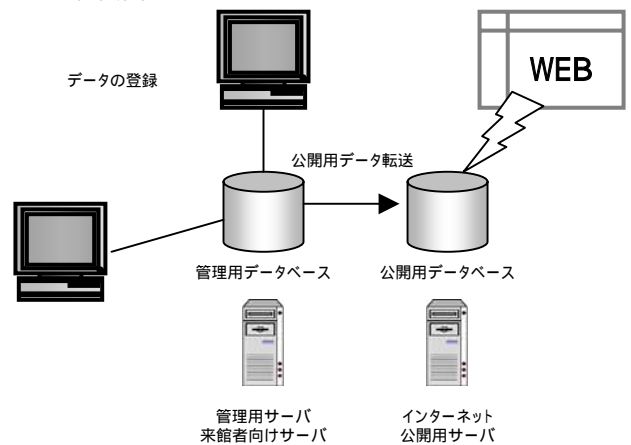 WEB
データの登録
公開用データ転送
管理用データベース
公開用データベース
管理用サーバ
来館者向けサーバ
インターネット
公開用サーバ